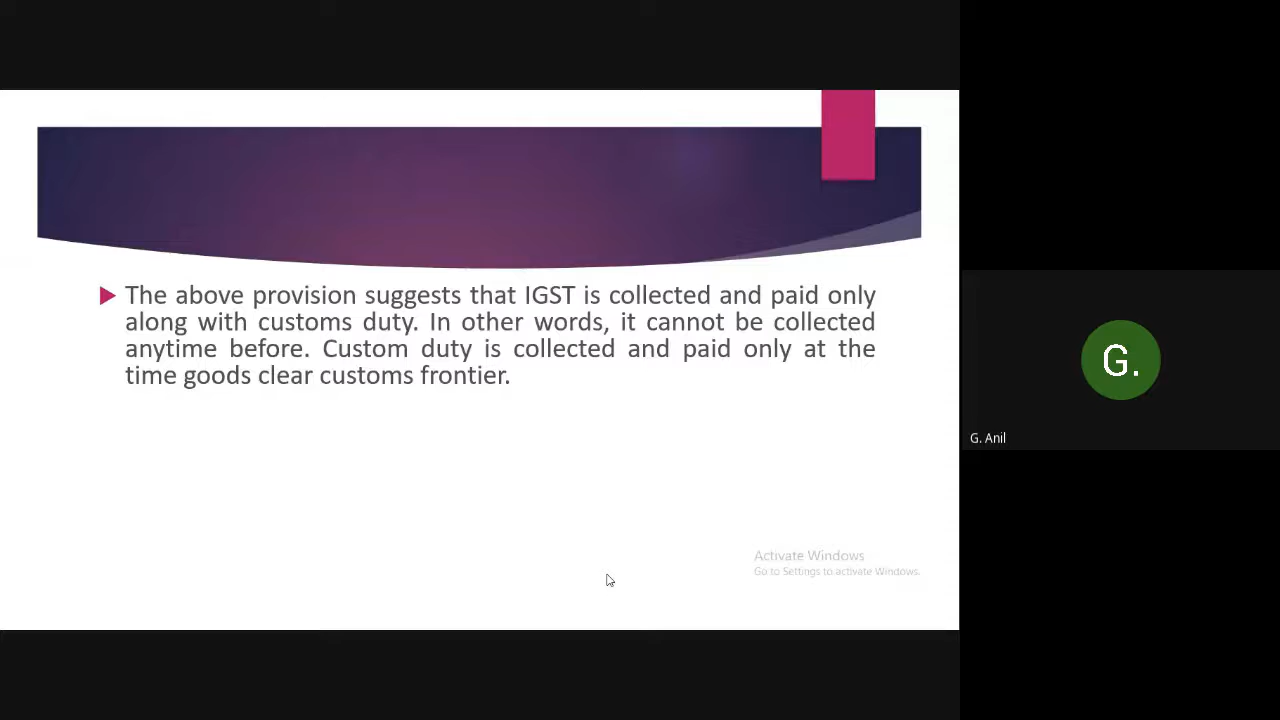 The above provision suggests that IGST is collected and paid only
along with customs duty. In other words, it cannot be collected
anytime before. Custom duty is collected and paid only at the
time goods clear customs frontier.
Activate Windows
Go to Settings to activate Windows.
G.
G. Anil